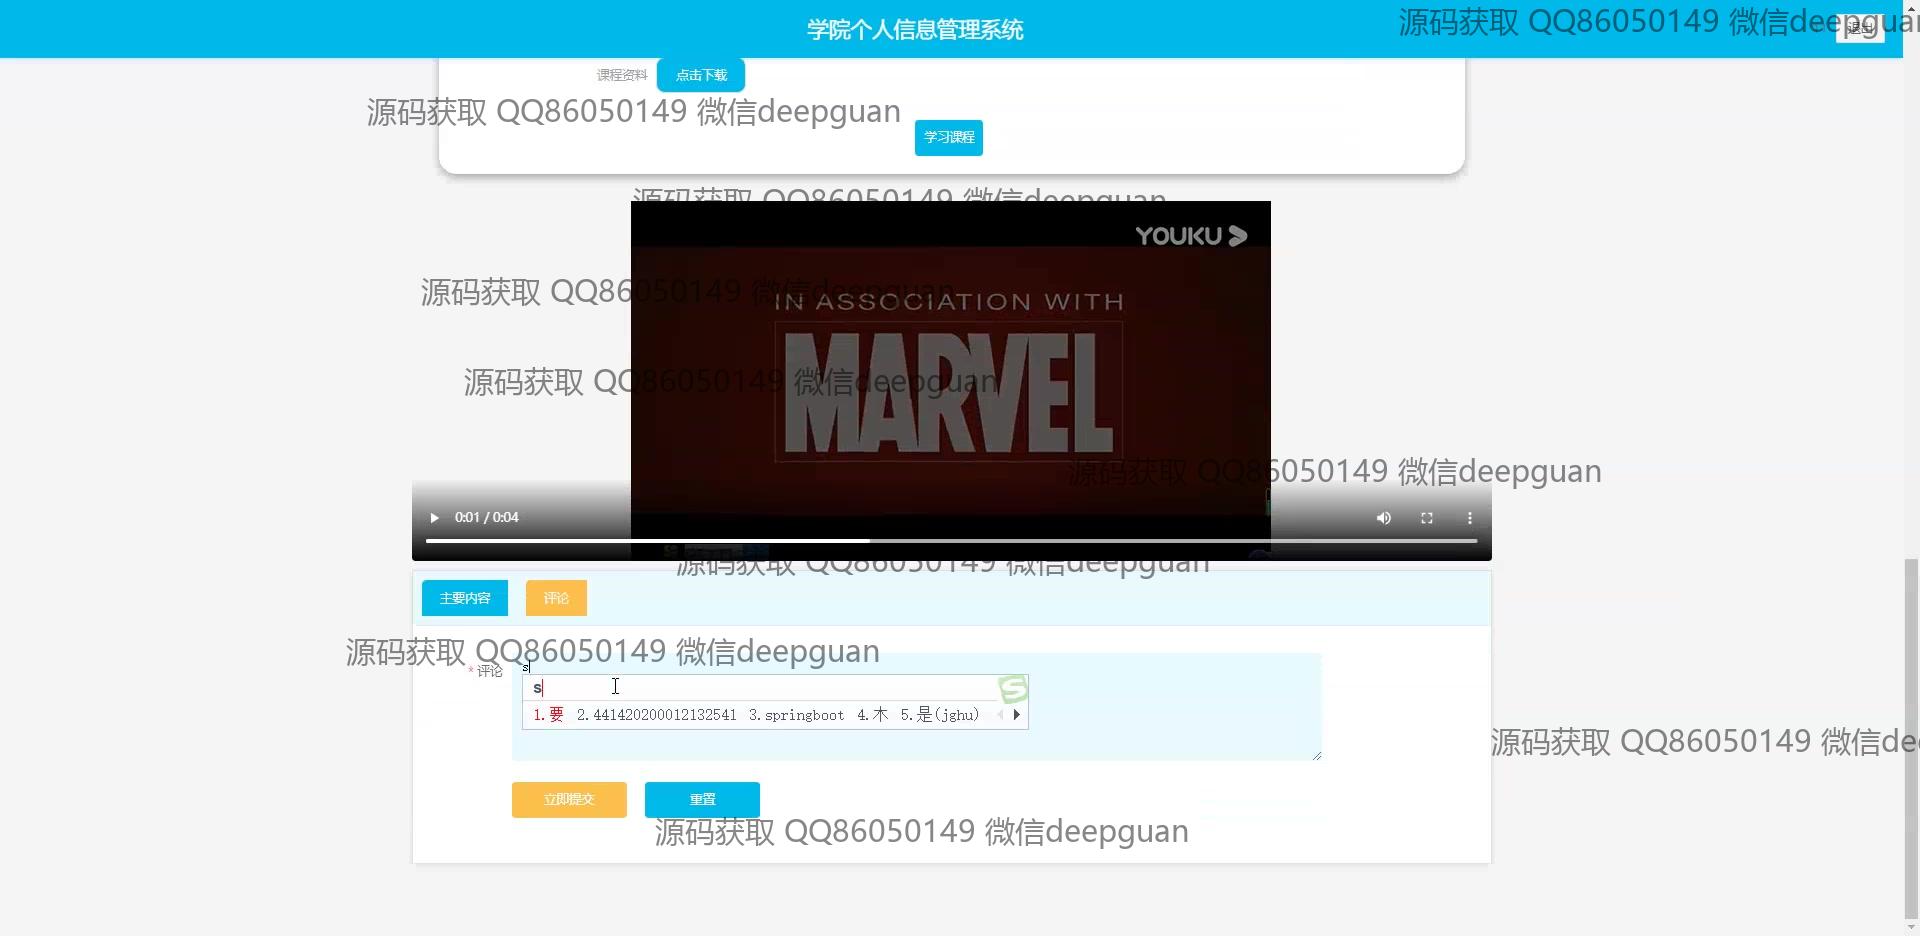 学院个人信息管理系统
源码获取 QQ86050149 微信deepguan
退出
课程资料 点击下载
源码获取 QQ86050149 微信deepguan
学习课程
源码获取 QQ86050149 微信deepguan
YOUKU
源码获取 QQ86050149 微信deepguan
IN ASSOCIATION WITH
MARVEL
源码获取 QQ86050149 微信deepguan
源码获取 QQ86050149 微信deepguan
0:01 / 0:04
源码获取 QQ86050149 微信deepguan
主要内容 评论
源码获取 QQ86050149 微信deepguan
* 评论 s
s
1.要 2.441420200012132541 3.springboot 4.木 5.是(jghu)
源码获取 QQ86050149 微信de
立即提交 重置
源码获取 QQ86050149 微信deepguan